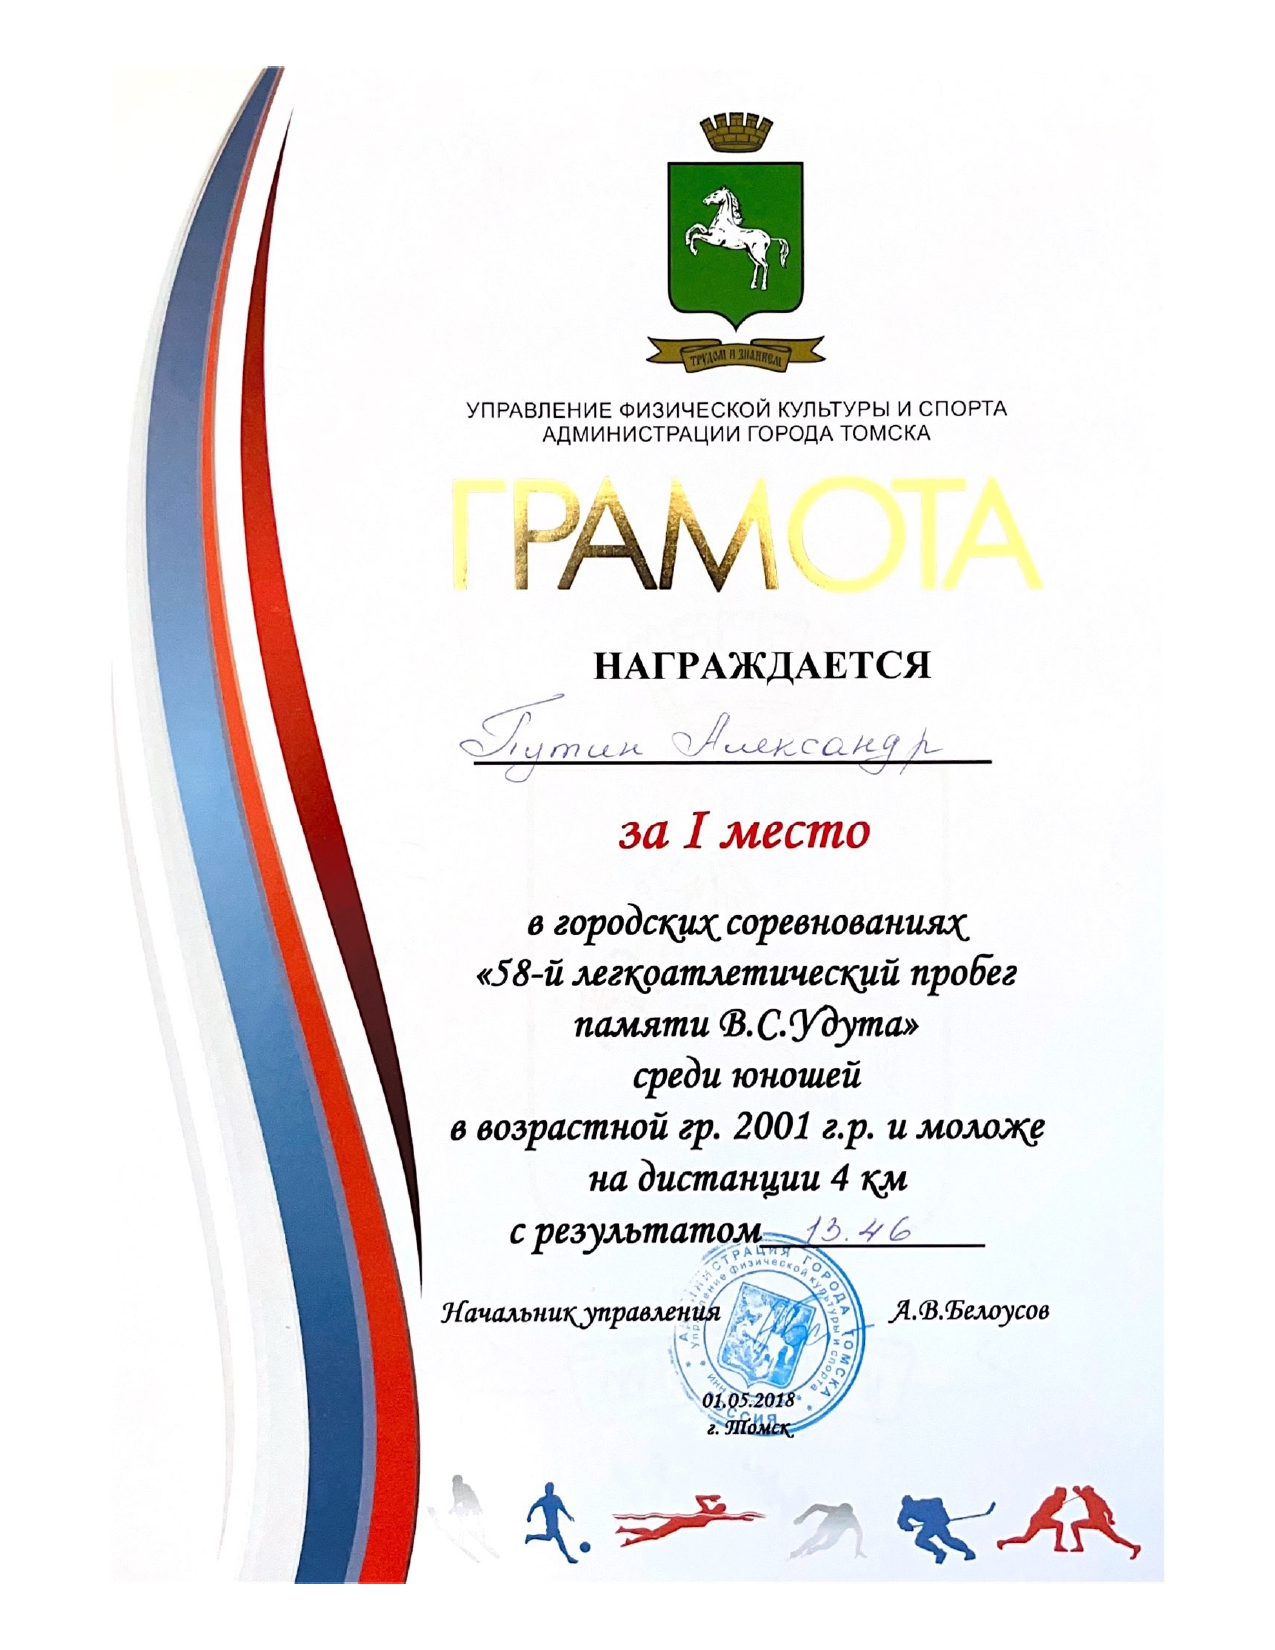 ТРУДОМ И ЗНАНИЕМ
УПРАВЛЕНИЕ ФИЗИЧЕСКОЙ КУЛЬТУРЫ И СПОРТА
АДМИНИСТРАЦИИ ГОРОДА ТОМСКА
ГРАМОТА
НАГРАЖДАЕТСЯ
Путин Александр
за I место
в городских соревнованиях
«58-й легкоатлетический пробег
памяти В.С.Удута»
среди юношей
в возрастной гр. 2001 г.р. и моложе
на дистанции 4 км
с результатом 13.46
АДМИНИСТРАЦИЯ ГОРОДА ТОМСКА
Управление физической культуры и спорта
ИНН
РОССИЯ
Начальник управления А.В.Белоусов
01.05.2018
г. Томск